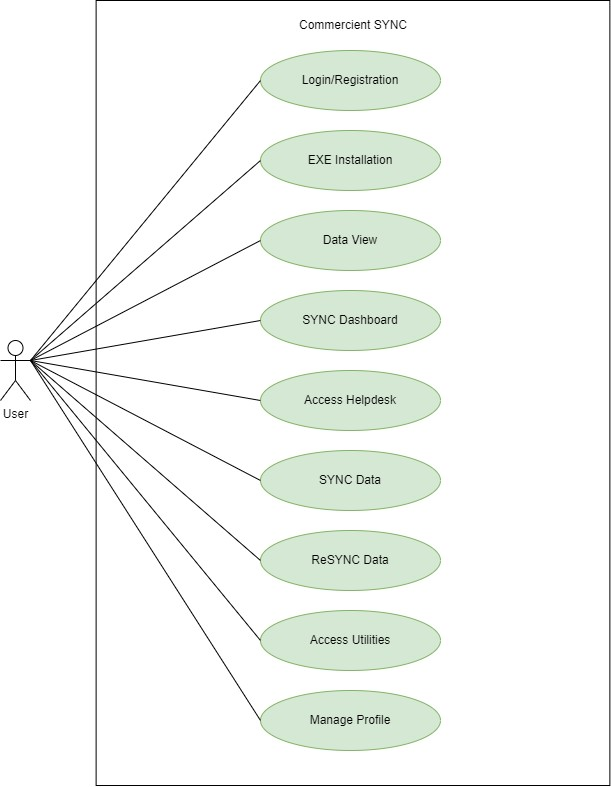 Commercient SYNC
Login/Registration
EXE Installation
Data View
SYNC Dashboard
Access Helpdesk
User
SYNC Data
ReSYNC Data
Access Utilities
Manage Profile